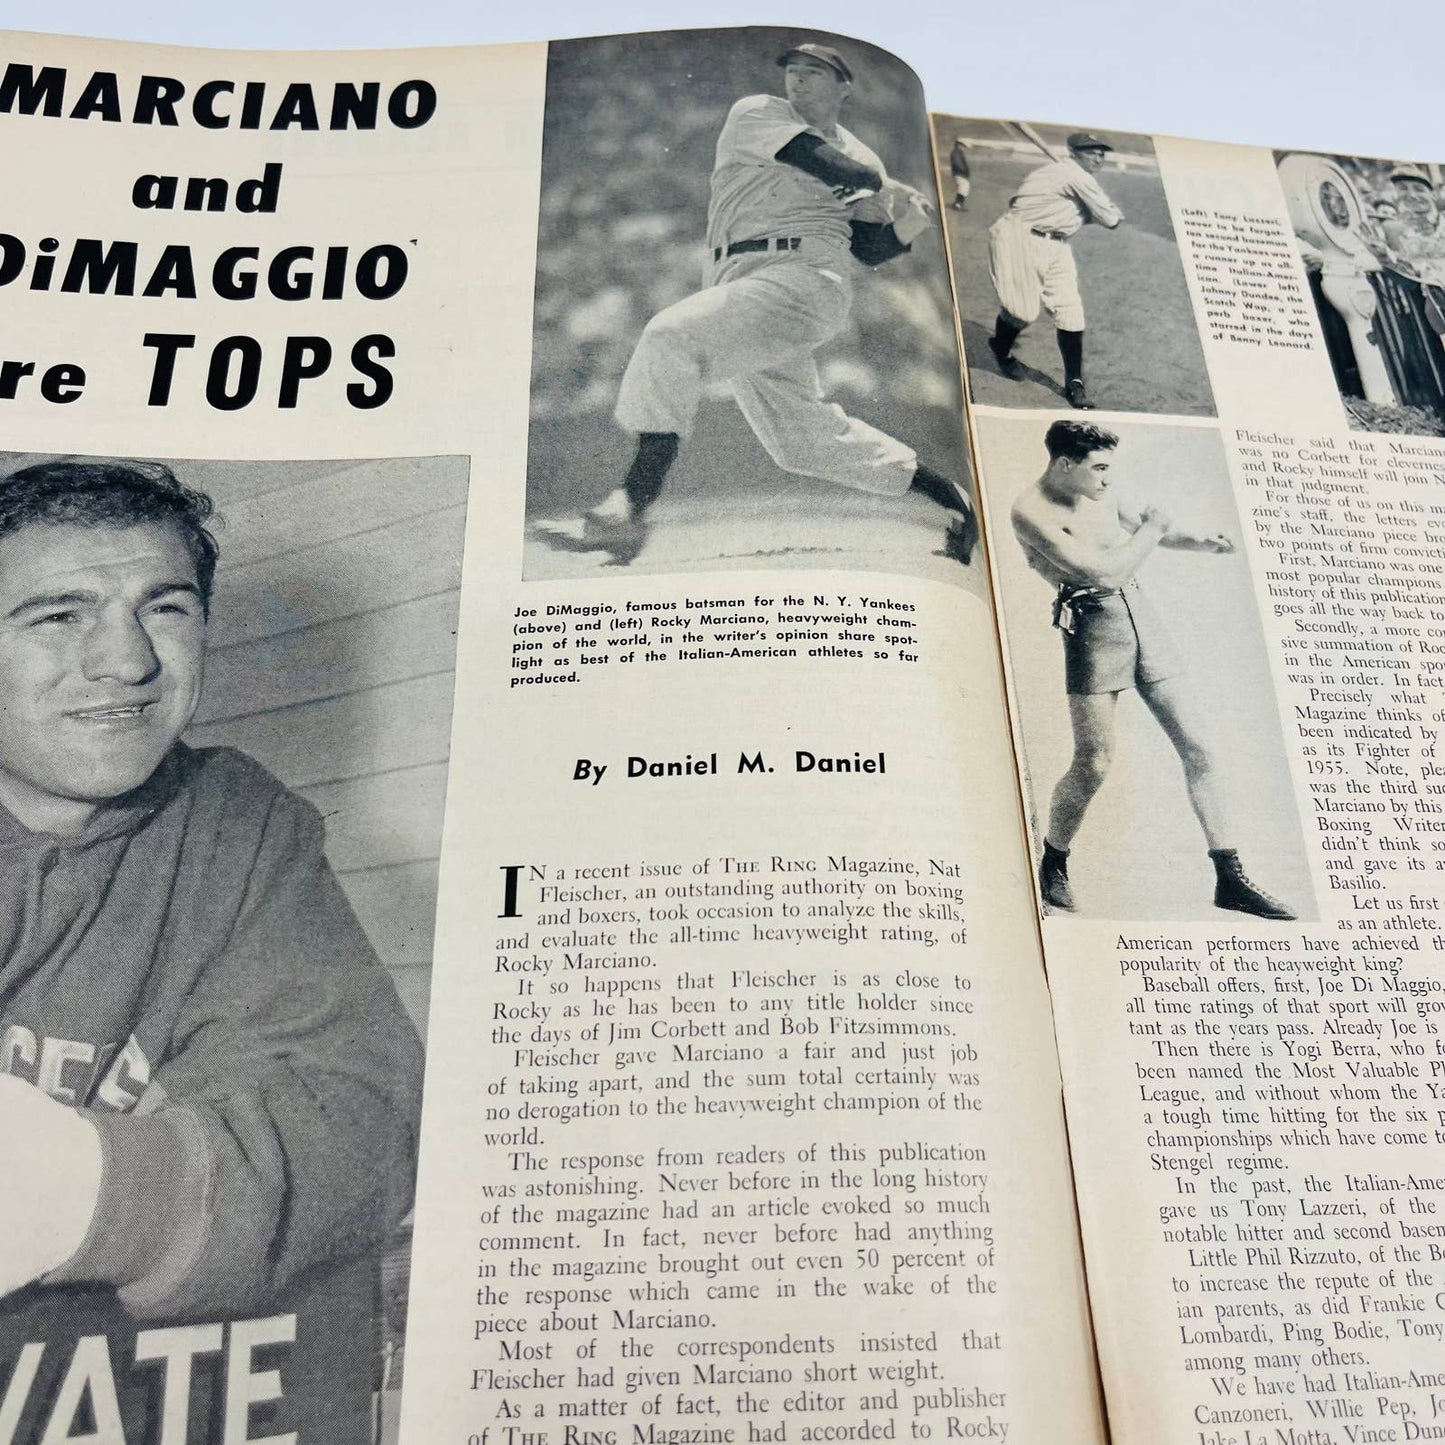 MARCIANO
and
DiMAGGIO
re TOPS
Joe DiMaggio, famous batsman for the N. Y. Yankees
(above) and (left) Rocky Marciano, heavyweight cham-
pion of the world, in the writer's opinion share spot-
light as best of the Italian-American athletes so far
produced.
By Daniel M. Daniel
IN a recent issue of THE RING Magazine, Nat
Fleischer, an outstanding authority on boxing
and boxers, took occasion to analyze the skills,
and evaluate the all-time heavyweight rating, of
Rocky Marciano.
It so happens that Fleischer is as close to
Rocky as he has been to any title holder since
the days of Jim Corbett and Bob Fitzsimmons.
Fleischer gave Marciano a fair and just job
of taking apart, and the sum total certainly was
no derogation to the heavyweight champion of the
world.
The response from readers of this publication
was astonishing. Never before in the long history
of the magazine had an article evoked so much
comment. In fact, never before had anything
in the magazine brought out even 50 percent of
the response which came in the wake of the
piece about Marciano.
Most of the correspondents insisted that
Fleischer had given Marciano short weight.
As a matter of fact, the editor and publisher
of THE RING Magazine had accorded to Rocky
VATE
(Left) Tony Lazzeri,
never to be forgot-
ten second baseman
for the Yankees was
a runner up as all-
time Italian-Amer-
ican. (Lower left)
Johnny Dundee, the
Scotch Wop, a su-
perb boxer, who
starred in the days
of Benny Leonard.
Fleischer said that Marciano
was no Corbett for clevernes
and Rocky himself will join N
in that judgment.
For those of us on this ma
zine's staff, the letters ev
by the Marciano piece bro
two points of firm convicti
First, Marciano was one
most popular champions
history of this publication
goes all the way back to
Secondly, a more co
sive summation of Roc
in the American spo
was in order. In fact
Precisely what
Magazine thinks of
been indicated by
as its Fighter of
1955. Note, plea
was the third su
Marciano by this
Boxing Writer
didn't think so
and gave its a
Basilio.
Let us first
as an athlete.
American performers have achieved th
popularity of the heayweight king?
Baseball offers, first, Joe Di Maggio,
all time ratings of that sport will grow
tant as the years pass. Already Joe is
Then there is Yogi Berra, who fo
been named the Most Valuable Pl
League, and without whom the Ya
a tough time hitting for the six p
championships which have come to
Stengel regime.
In the past, the Italian-Ame
gave us Tony Lazzeri, of the
notable hitter and second basem
Little Phil Rizzuto, of the B
to increase the repute of the
ian parents, as did Frankie C
Lombardi, Ping Bodie, Tony
among many others.
We have had Italian-Ame
Canzoneri, Willie Pep, Jo
Jake La Motta, Vince Dun